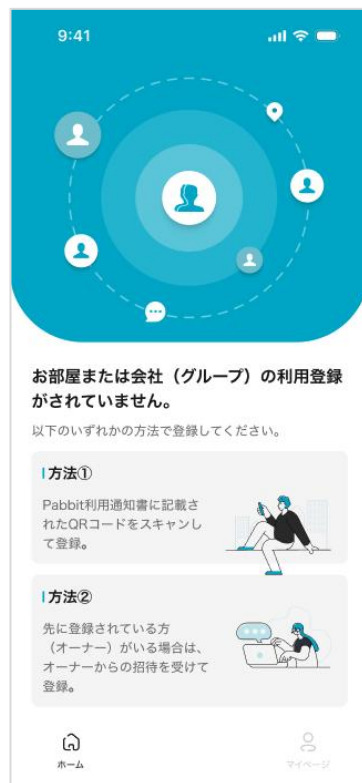 9:41
お部屋または会社（グループ）の利用登録
がされていません。
以下のいずれかの方法で登録してください。
方法①
Pabbit利用通知書に記載さ
れたQRコードをスキャンし
て登録。
方法②
先に登録されている方
（オーナー）がいる場合は、
オーナーからの招待を受けて
登録。
ホーム
マイページ